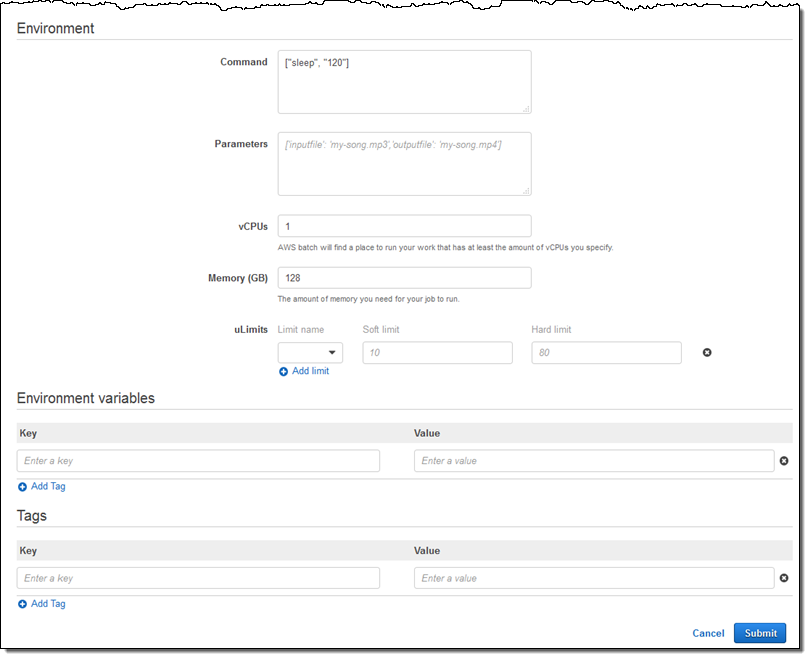 Environment
Command
["sleep", "120"]
Parameters
['inputfile': 'my-song.mp3','outputfile': 'my-song.mp4']
vCPUs
1
AWS batch will find a place to run your work that has at least the amount of vCPUs you specify.
Memory (GB)
128
The amount of memory you need for your job to run.
uLimits Limit name Soft limit Hard limit
10 80
Add limit
Environment variables
Key Value
Enter a key Enter a value
Add Tag
Tags
Key Value
Enter a key Enter a value
Add Tag
Cancel Submit